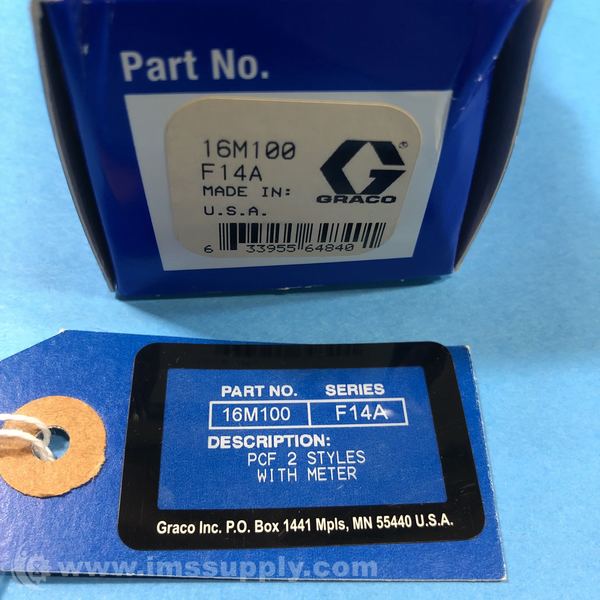 Part No.
16M100
F14A
MADE IN:
U.S.A.
GRACO
6 33955 64840
PART NO. SERIES
16M100 F14A
DESCRIPTION:
PCF 2 STYLES
WITH METER
Graco Inc. P.O. Box 1441 Mpls, MN 55440 U.S.A.
www.imssupply.com